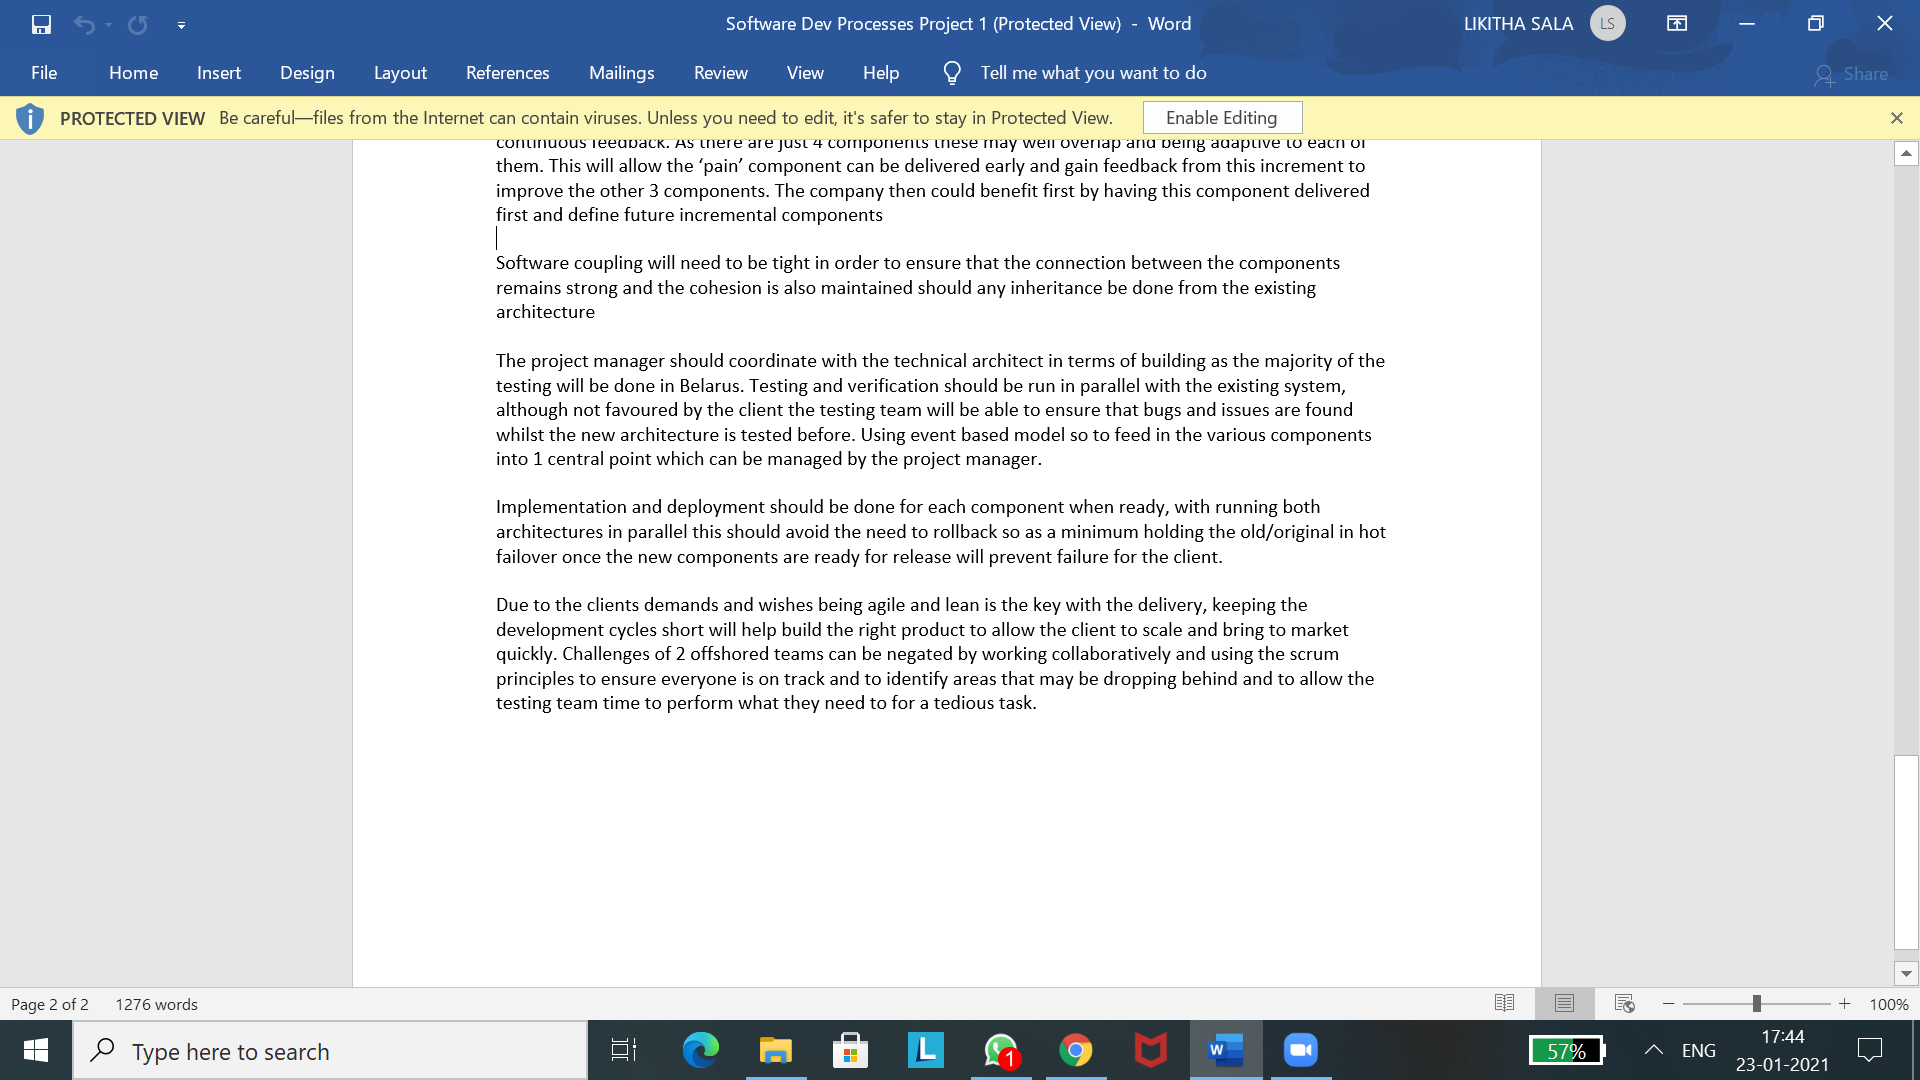 Software Dev Processes Project 1 (Protected View) - Word
LIKITHA SALA
LS
File Home Insert Design Layout References Mailings Review View Help Tell me what you want to do
Share
PROTECTED VIEW Be careful—files from the Internet can contain viruses. Unless you need to edit, it's safer to stay in Protected View. Enable Editing
continuous feedback. As there are just 4 components these may well overlap and being adaptive to each of
them. This will allow the ‘pain’ component can be delivered early and gain feedback from this increment to
improve the other 3 components. The company then could benefit first by having this component delivered
first and define future incremental components
Software coupling will need to be tight in order to ensure that the connection between the components
remains strong and the cohesion is also maintained should any inheritance be done from the existing
architecture
The project manager should coordinate with the technical architect in terms of building as the majority of the
testing will be done in Belarus. Testing and verification should be run in parallel with the existing system,
although not favoured by the client the testing team will be able to ensure that bugs and issues are found
whilst the new architecture is tested before. Using event based model so to feed in the various components
into 1 central point which can be managed by the project manager.
Implementation and deployment should be done for each component when ready, with running both
architectures in parallel this should avoid the need to rollback so as a minimum holding the old/original in hot
failover once the new components are ready for release will prevent failure for the client.
Due to the clients demands and wishes being agile and lean is the key with the delivery, keeping the
development cycles short will help build the right product to allow the client to scale and bring to market
quickly. Challenges of 2 offshored teams can be negated by working collaboratively and using the scrum
principles to ensure everyone is on track and to identify areas that may be dropping behind and to allow the
testing team time to perform what they need to for a tedious task.
Page 2 of 2 1276 words
100%
Type here to search
L
1
W
57%
ENG
17:44
23-01-2021